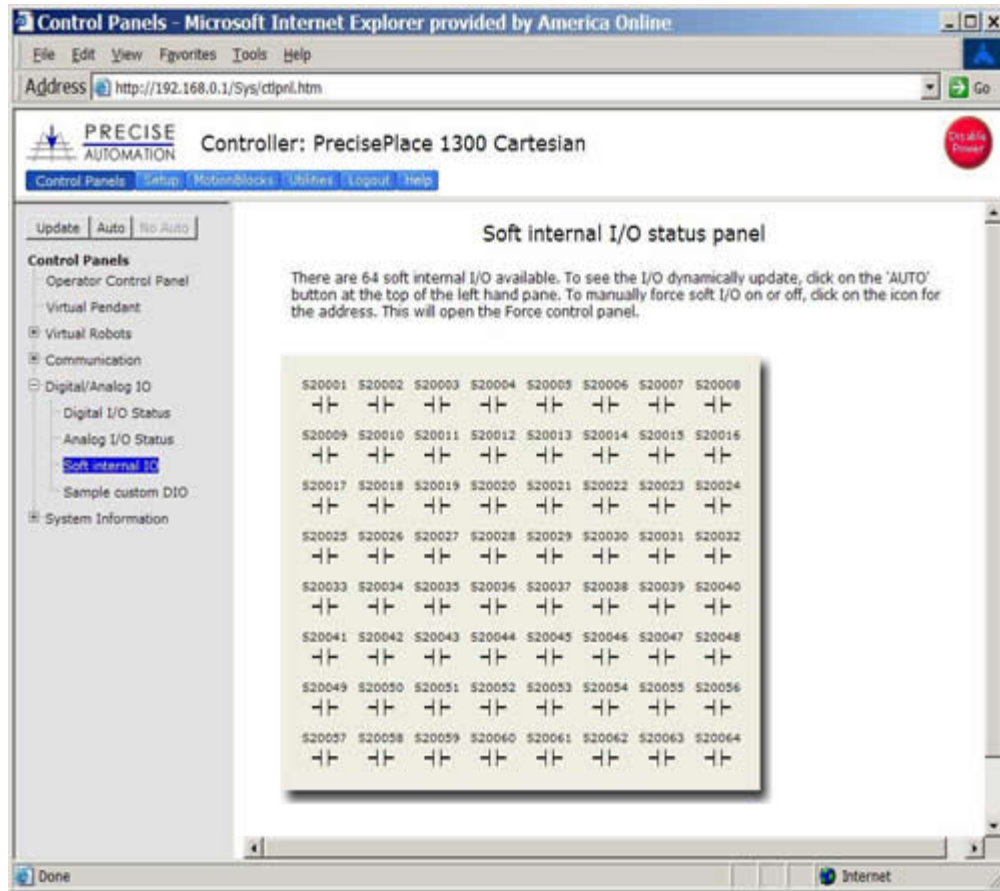 Control Panels - Microsoft Internet Explorer provided by America Online
File Edit View Favorites Tools Help
Address http://192.168.0.1/Sys/ctlpnl.htm Go
PRECISE
AUTOMATION
Controller: PrecisePlace 1300 Cartesian
Disable
Power
Control Panels Setup Motionblocks Utilities Logout Help
Update Auto No Auto
Control Panels
Operator Control Panel
Virtual Pendant
Virtual Robots
Communication
Digital/Analog IO
Digital I/O Status
Analog I/O Status
Soft internal IO
Sample custom DIO
System Information
Soft internal I/O status panel
There are 64 soft internal I/O available. To see the I/O dynamically update, click on the 'AUTO'
button at the top of the left hand pane. To manually force soft I/O on or off, click on the icon for
the address. This will open the Force control panel.
S20001 S20002 S20003 S20004 S20005 S20006 S20007 S20008
S20009 S20010 S20011 S20012 S20013 S20014 S20015 S20016
S20017 S20018 S20019 S20020 S20021 S20022 S20023 S20024
S20025 S20026 S20027 S20028 S20029 S20030 S20031 S20032
S20033 S20034 S20035 S20036 S20037 S20038 S20039 S20040
S20041 S20042 S20043 S20044 S20045 S20046 S20047 S20048
S20049 S20050 S20051 S20052 S20053 S20054 S20055 S20056
S20057 S20058 S20059 S20060 S20061 S20062 S20063 S20064
Done Internet